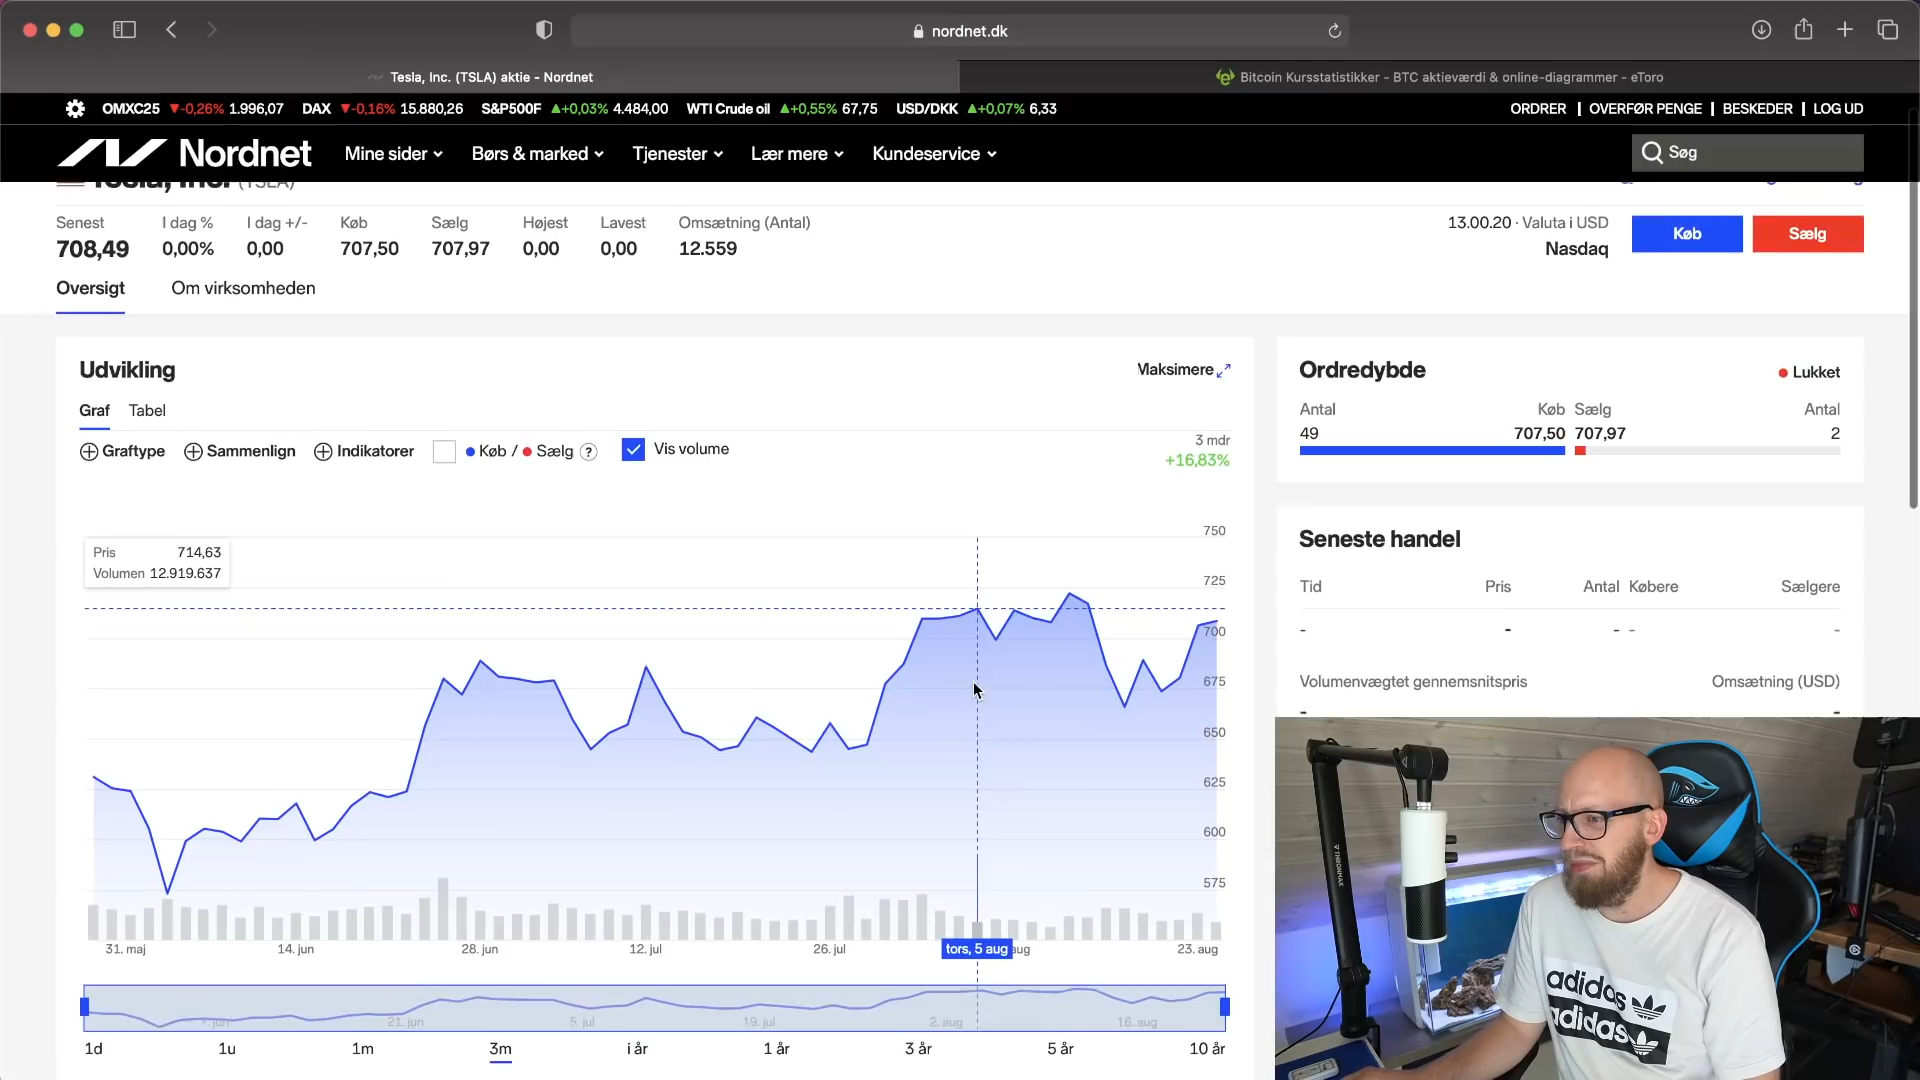 nordnet.dk
Tesla, Inc. (TSLA) aktie - Nordnet
Bitcoin Kursstatistikker - BTC aktieværdi & online-diagrammer - eToro
OMXC25 ▼-0,26% 1.996,07 DAX ▼-0,16% 15.880,26 S&P500F ▲+0,03% 4.484,00 WTI Crude oil ▲+0,55% 67,75 USD/DKK ▲+0,07% 6,33
ORDRER | OVERFØR PENGE | BESKEDER | LOG UD
Nordnet Mine sider Børs & marked Tjenester Lær mere Kundeservice
Søg
Tesla, Inc. (TSLA)
Senest I dag % I dag +/- Køb Sælg Højest Lavest Omsætning (Antal)
708,49 0,00% 0,00 707,50 707,97 0,00 0,00 12.559
13.00.20 · Valuta i USD
Nasdaq
Køb
Sælg
Oversigt Om virksomheden
Udvikling
Maksimere
Graf Tabel
Graftype Sammenlign Indikatorer Køb / Sælg ? Vis volume
3 mdr
+16,83%
Pris 714,63
Volumen 12.919.637
750
725
700
675
650
625
600
575
31. maj 14. jun 28. jun 12. jul 26. jul tors, 5 aug aug 23. aug
7. jun 21. jun 5. jul 19. jul 2. aug 16. aug
1d 1u 1m 3m i år 1 år 3 år 5 år 10 år
Ordredybde
Lukket
Antal Køb Sælg Antal
49 707,50 707,97 2
Seneste handel
Tid Pris Antal Købere Sælgere
- - - - -
Volumenvægtet gennemsnitspris Omsætning (USD)
- -
THRONMAX
adidas
adidas